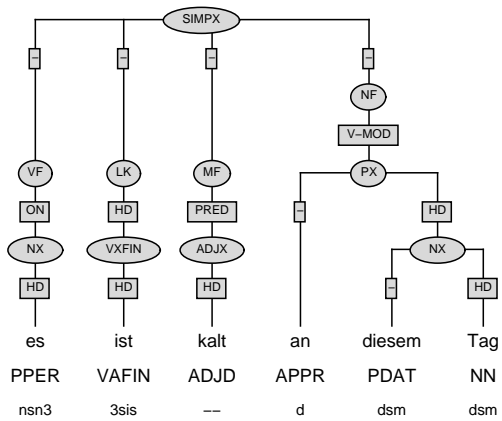 SIMPX
– – – –
NF
V–MOD
VF LK MF PX
ON HD PRED – HD
NX VXFIN ADJX NX
HD HD HD – HD
es ist kalt an diesem Tag
PPER VAFIN ADJD APPR PDAT NN
nsn3 3sis –– d dsm dsm